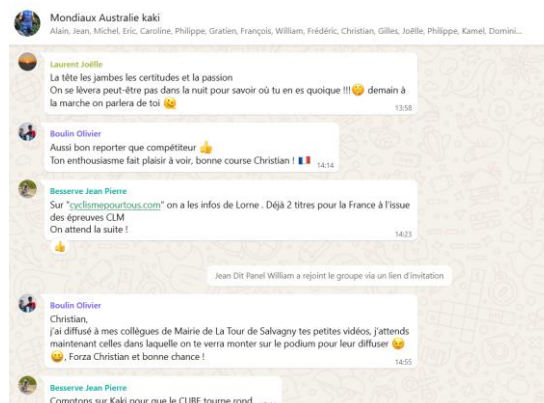 Mondiaux Australie kaki
Alain, Jean, Michel, Eric, Caroline, Philippe, Gratien, François, William, Frédéric, Christian, Gilles, Joëlle, Philippe, Kamel, Domini...
Laurent Joëlle
La tête les jambes les certitudes et la passion
On se lèvera peut-être pas dans la nuit pour savoir où tu en es quoique !!!🤭 demain à
la marche on parlera de toi 🥰
13:58
Boulin Olivier
Aussi bon reporter que compétiteur 👍
Ton enthousiasme fait plaisir à voir, bonne course Christian ! 🇫🇷
14:14
Besserve Jean Pierre
Sur "cyclismepourtous.com" on a les infos de Lorne . Déjà 2 titres pour la France à l'issue
des épreuves CLM
On attend la suite !
14:23
👍
Jean Dit Panel William a rejoint le groupe via un lien d'invitation
Boulin Olivier
Christian,
j'ai diffusé à mes collègues de Mairie de La Tour de Salvagny tes petites vidéos, j'attends
maintenant celles dans laquelle on te verra monter sur le podium pour leur diffuser 😉
😀, Forza Christian et bonne chance !
14:55
Besserve Jean Pierre
Comptons sur Kaki pour que le CUBE tourne rond